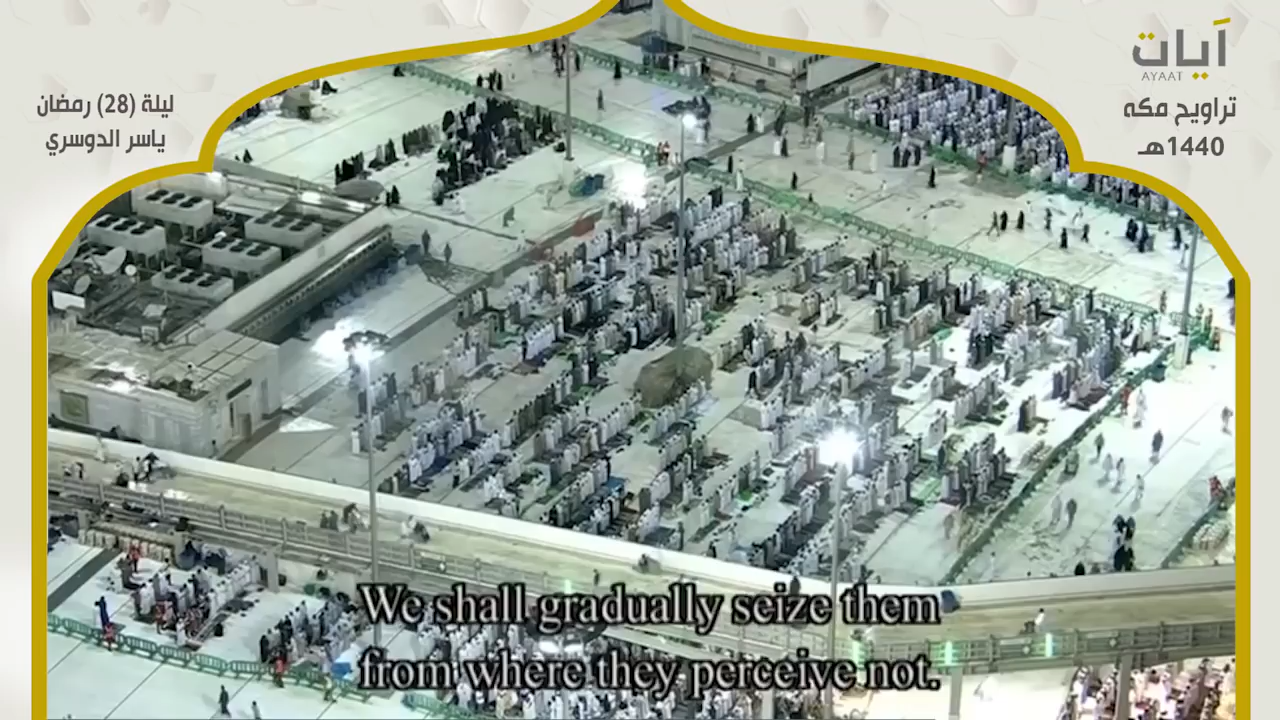 آيات
AYAAT
تراويح مكه
1440هـ
ليلة (28) رمضان
ياسر الدوسري
We shall gradually seize them
from where they perceive not.